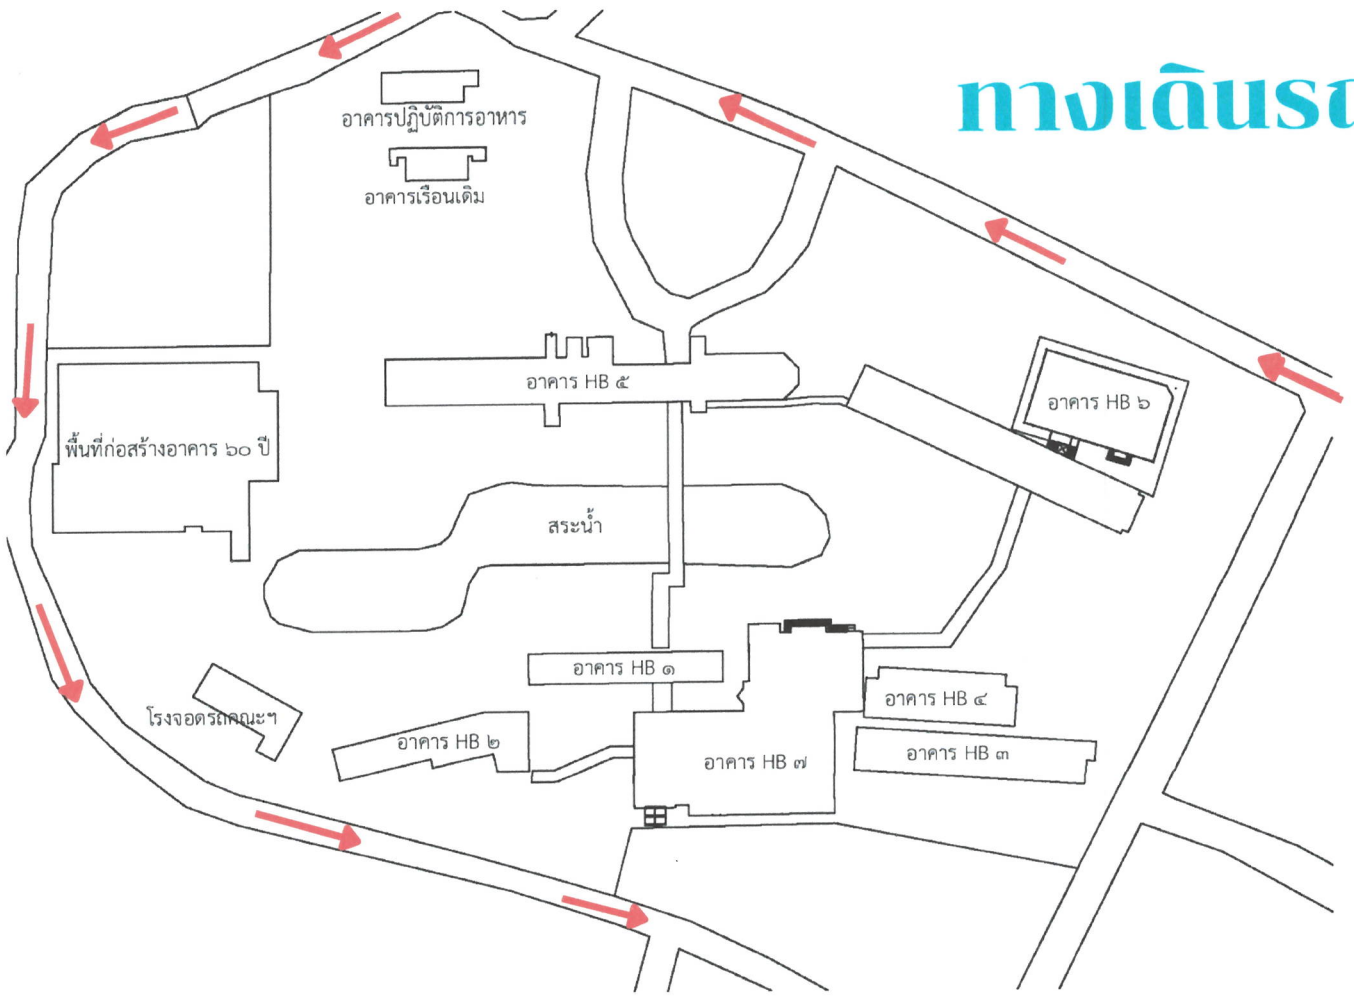 ทางเดินรถ
อาคารปฏิบัติการอาหาร
อาคารเรือนเดิม
อาคาร HB ๕
อาคาร HB ๖
พื้นที่ก่อสร้างอาคาร ๖๐ ปี
สระน้ำ
อาคาร HB ๑
อาคาร HB ๔
โรงจอดรถคณะฯ
อาคาร HB ๒
อาคาร HB ๗
อาคาร HB ๓